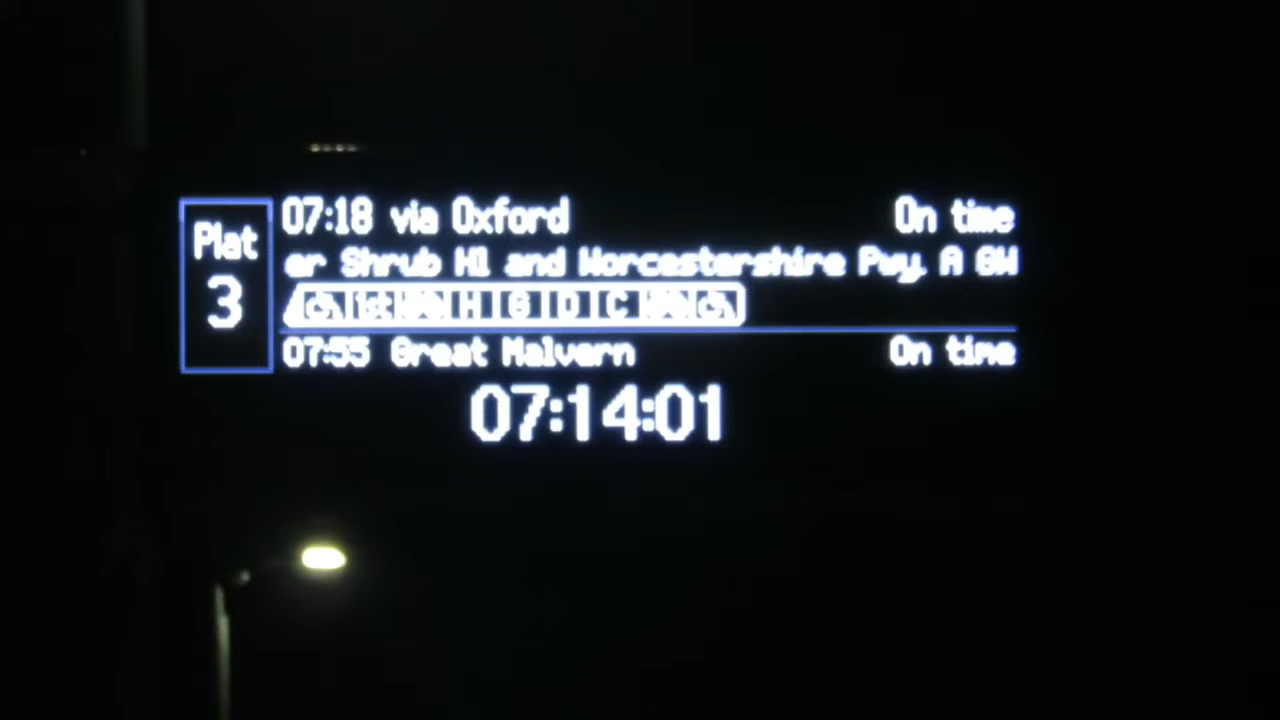 Plat
3
07:18 via Oxford On time
er Shrub Hl and Worcestershire Pwy. A GW
1st H G D C
07:55 Great Malvern On time
07:14:01